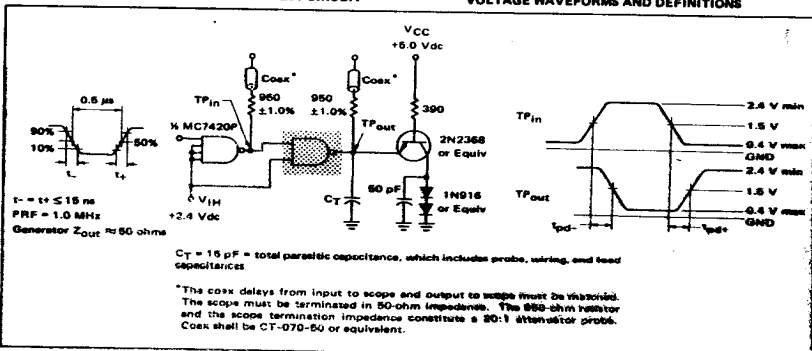 VOLTAGE WAVEFORMS AND DEFINITIONS
VCC
+5.0 Vdc
Coax*
Coax*
0.5 μs
TPin
950
±1.0%
950
±1.0%
390
90%
10%
50%
½ MC7420P
TPout
2N2368
or Equiv
t-
t+
VIH
+2.4 Vdc
CT
50 pF
1N916
or Equiv
t- = t+ ≤ 15 ns
PRF = 1.0 MHz
Generator Zout ≈ 50 ohms
TPin
2.4 V min
1.5 V
0.4 V max
GND
TPout
2.4 V min
1.5 V
0.4 V max
GND
tpd-
tpd+
CT = 15 pF = total parasitic capacitance, which includes probe, wiring, and load
capacitances.
*The coax delays from input to scope and output to scope must be matched.
The scope must be terminated in 50-ohm impedance. The 950-ohm resistor
and the scope termination impedance constitute a 20:1 attenuator probe.
Coax shall be CT-070-50 or equivalent.